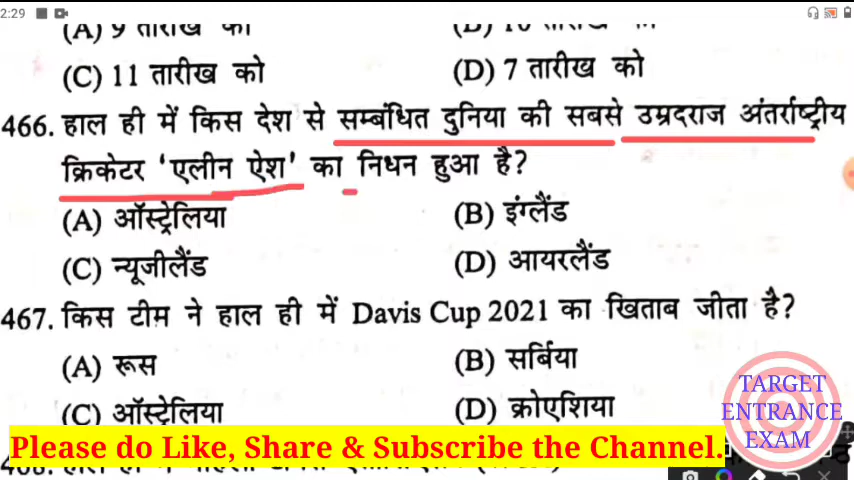 2:29
(A) 9 तारीख को
(C) 11 तारीख को
(D) 7 तारीख को
466. हाल ही में किस देश से सम्बंधित दुनिया की सबसे उम्रदराज अंतर्राष्ट्रीय
क्रिकेटर 'एलीन ऐश' का निधन हुआ है?
(A) ऑस्ट्रेलिया
(B) इंग्लैंड
(C) न्यूजीलैंड
(D) आयरलैंड
467. किस टीम ने हाल ही में Davis Cup 2021 का खिताब जीता है?
(A) रूस
(B) सर्बिया
(C) ऑस्ट्रेलिया
(D) क्रोएशिया
TARGET
ENTRANCE
EXAM
Please do Like, Share & Subscribe the Channel.